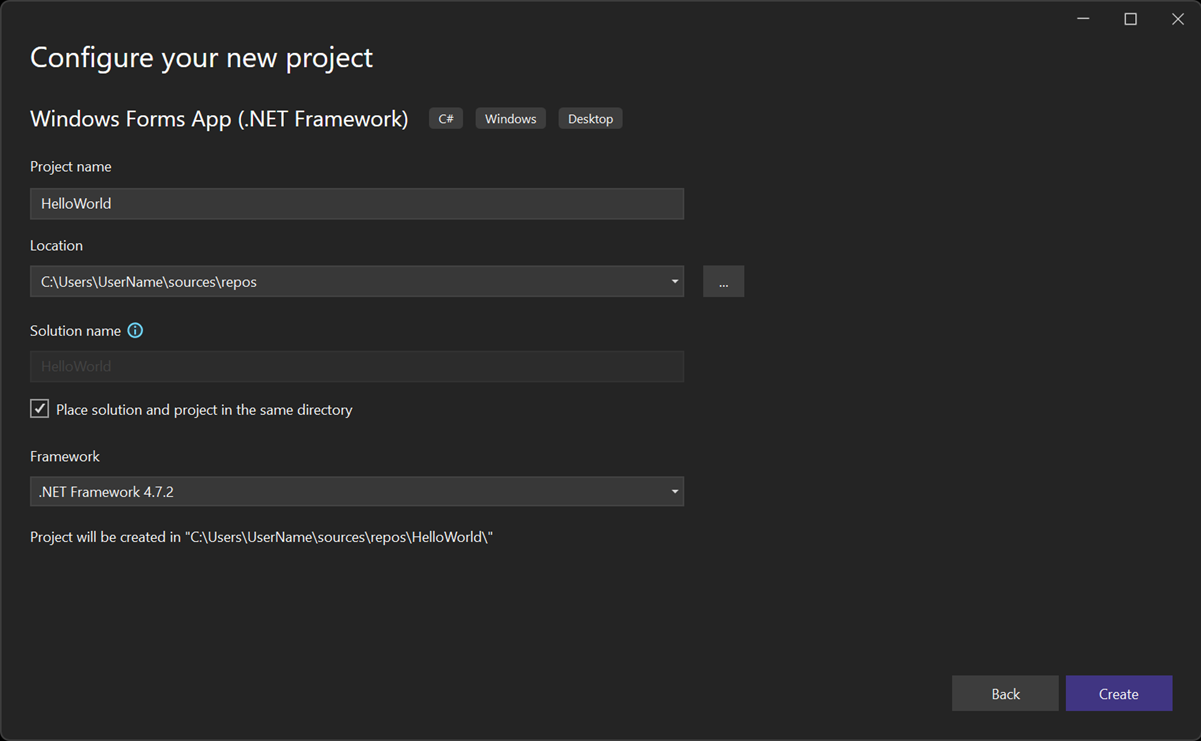 Configure your new project
Windows Forms App (.NET Framework) C# Windows Desktop
Project name
HelloWorld
Location
C:\Users\UserName\sources\repos
...
Solution name
HelloWorld
Place solution and project in the same directory
Framework
.NET Framework 4.7.2
Project will be created in "C:\Users\UserName\sources\repos\HelloWorld\"
Back Create